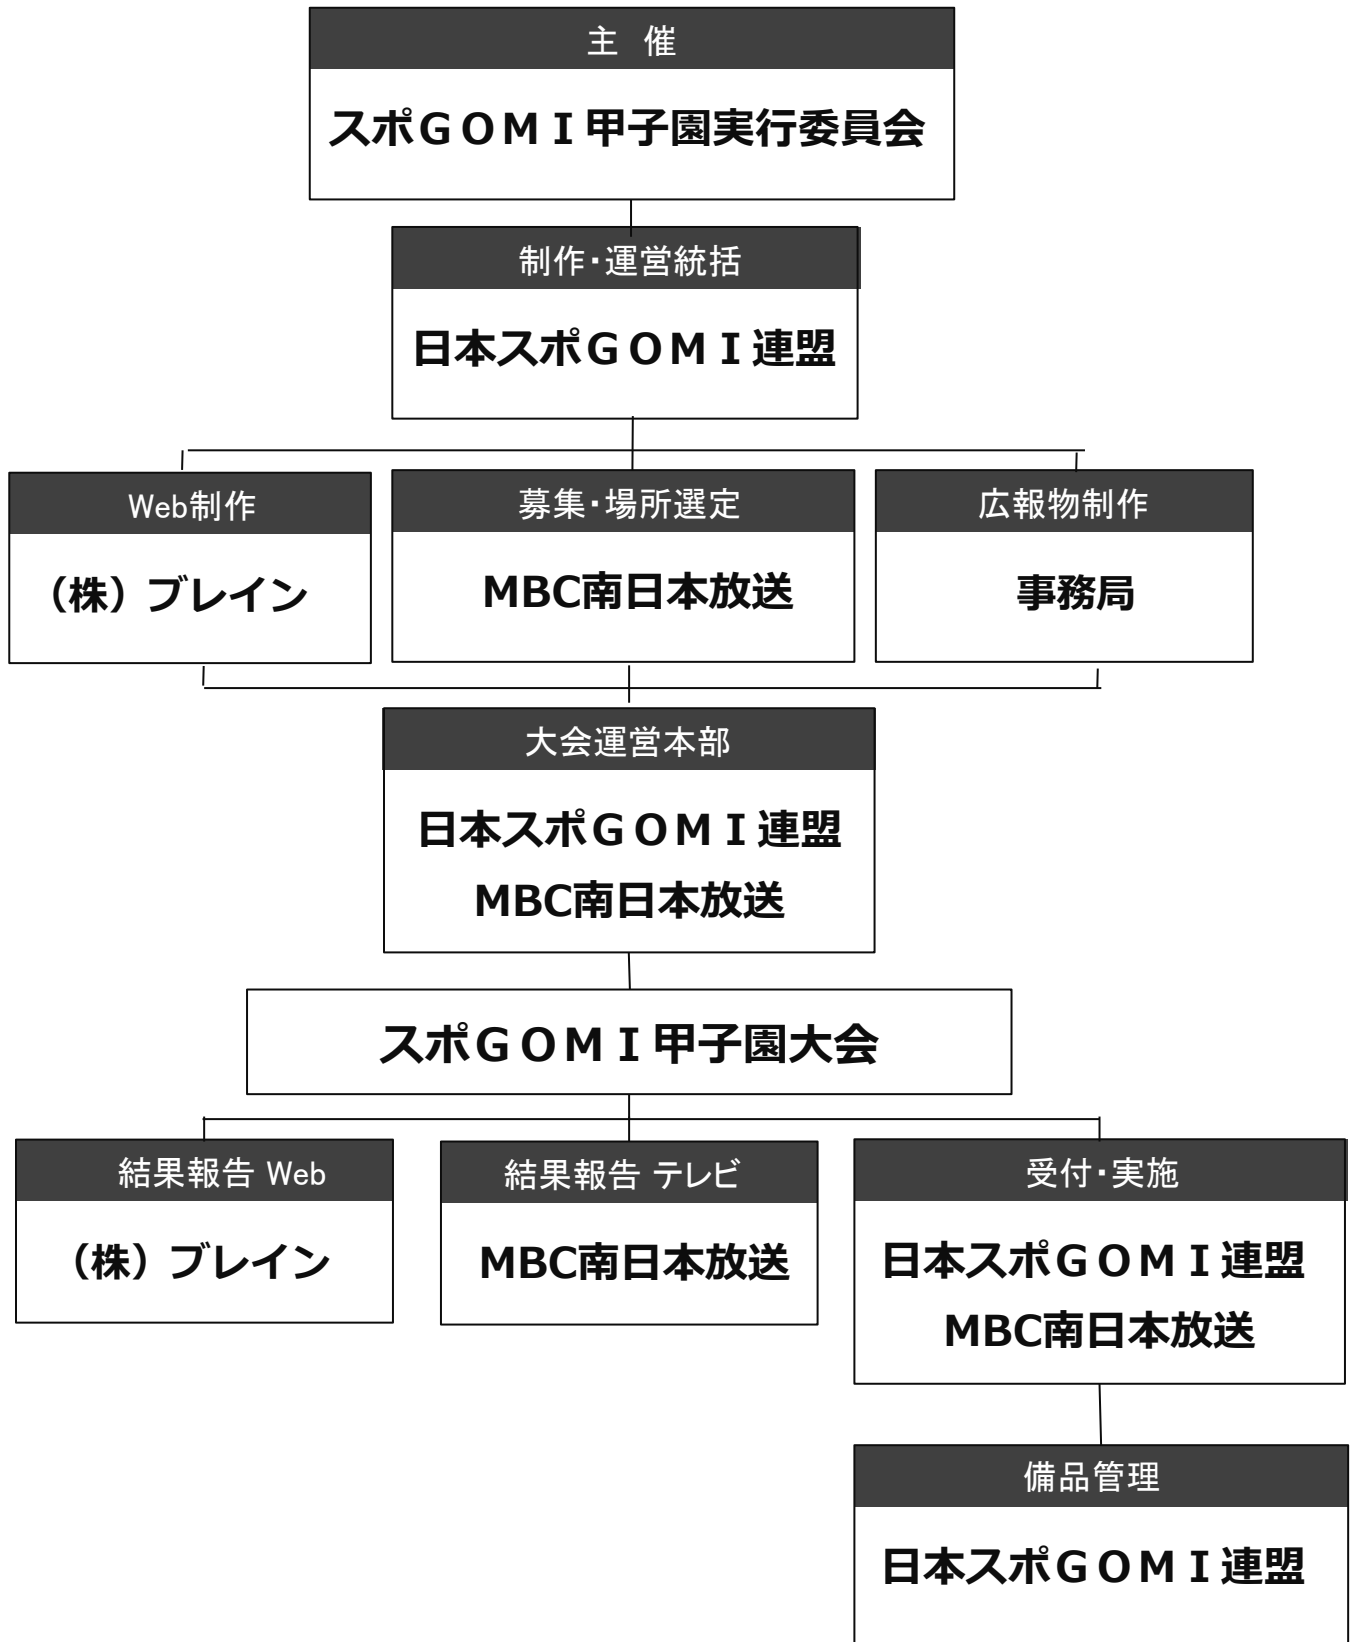 主 催
スポGOMI甲子園実行委員会
制作・運営統括
日本スポGOMI連盟
Web制作
（株）ブレイン
募集・場所選定
MBC南日本放送
広報物制作
事務局
大会運営本部
日本スポGOMI連盟
MBC南日本放送
スポGOMI甲子園大会
結果報告 Web
（株）ブレイン
結果報告 テレビ
MBC南日本放送
受付・実施
日本スポGOMI連盟
MBC南日本放送
備品管理
日本スポGOMI連盟